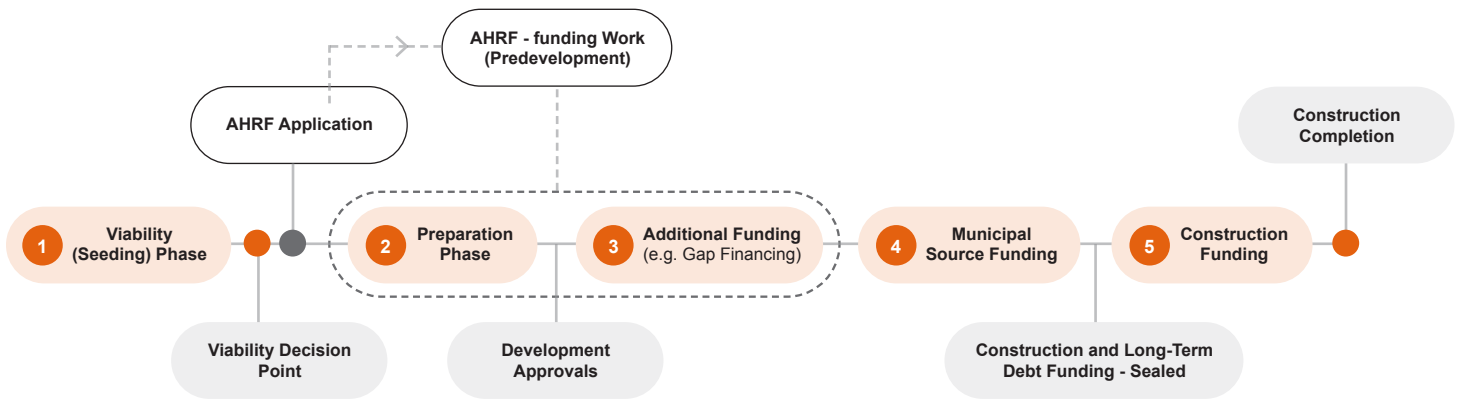 AHRF - funding Work
(Predevelopment)
AHRF Application
Construction
Completion
1
Viability
(Seeding) Phase
2
Preparation
Phase
3
Additional Funding
(e.g. Gap Financing)
4
Municipal
Source Funding
5
Construction
Funding
Viability Decision
Point
Development
Approvals
Construction and Long-Term
Debt Funding - Sealed